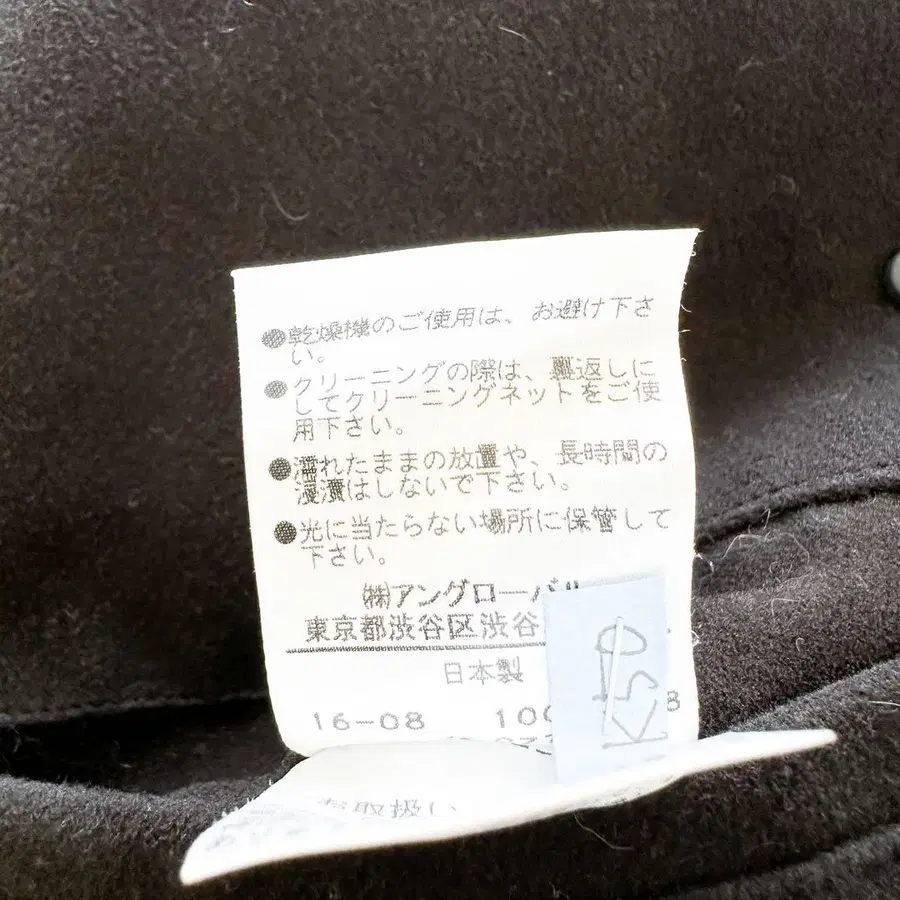 ●乾燥機のご使用は、お避け下さ
い。
●クリーニングの際は、裏返しに
してクリーニングネットをご使
用下さい。
●濡れたままの放置や、長時間の
浸漬はしないで下さい。
●光に当たらない場所に保管して
下さい。
㈱アングローバル
東京都渋谷区渋谷
日本製
16-08
お取扱い